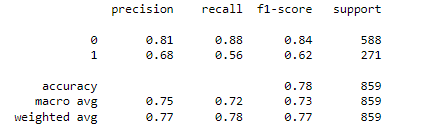 precision recall f1-score support
0 0.81 0.88 0.84 588
1 0.68 0.56 0.62 271
accuracy 0.78 859
macro avg 0.75 0.72 0.73 859
weighted avg 0.77 0.78 0.77 859